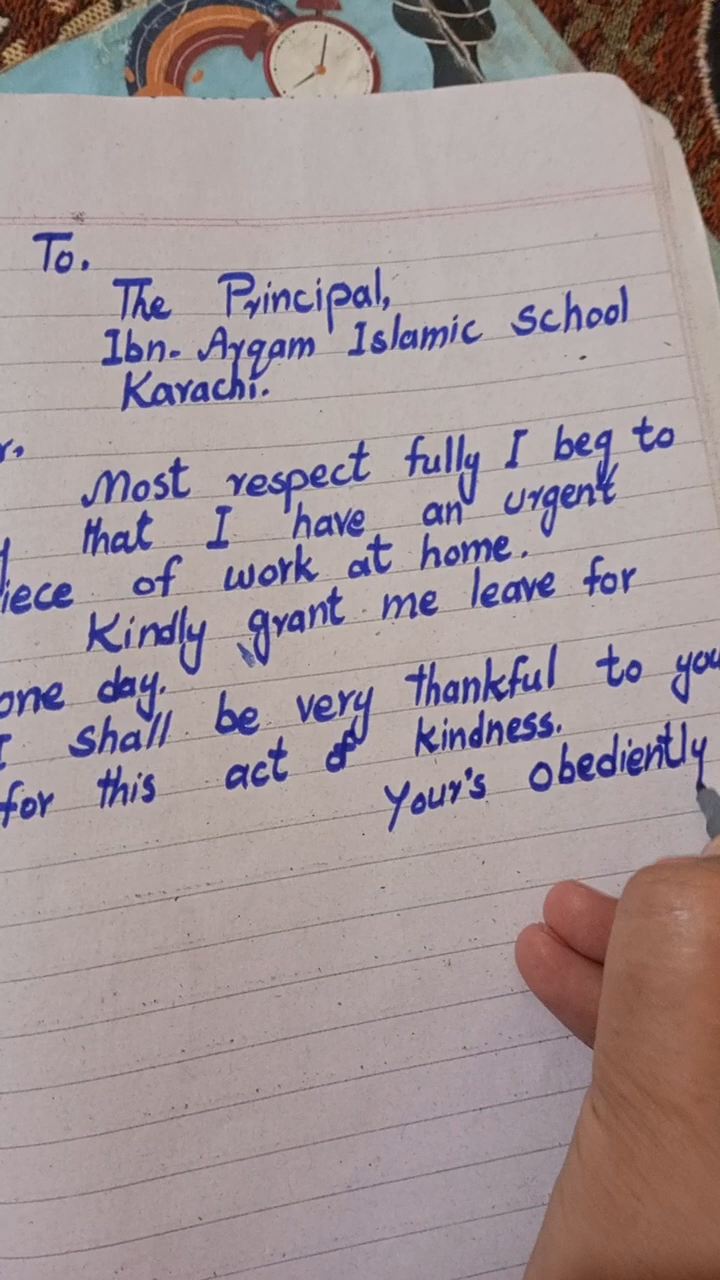 To.
The Principal,
Ibn- Arqam Islamic School
Karachi.
r.
Most respect fully I beg to
that I have an urgent
iece of work at home.
Kindly grant me leave for
one day.
I shall be very thankful to you
for this act of kindness.
Your's obediently